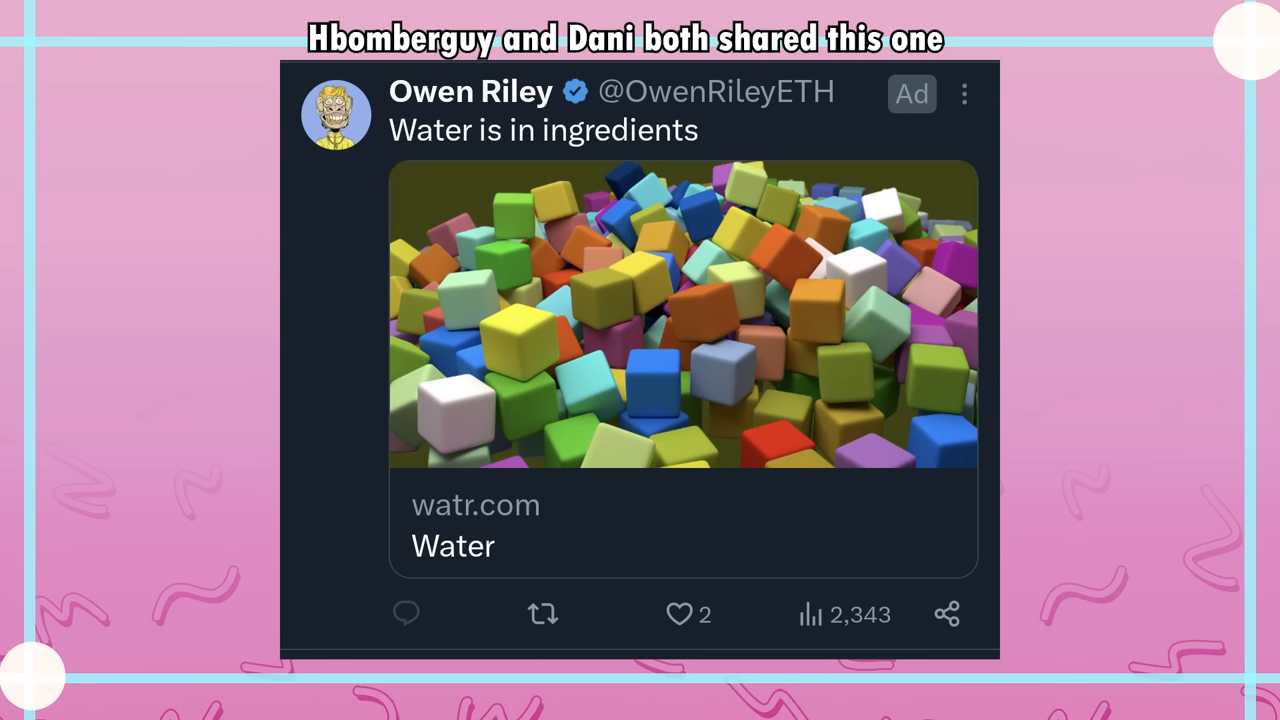 Hbomberguy and Dani both shared this one
Owen Riley @OwenRileyETH Ad
Water is in ingredients
watr.com
Water
2 2,343